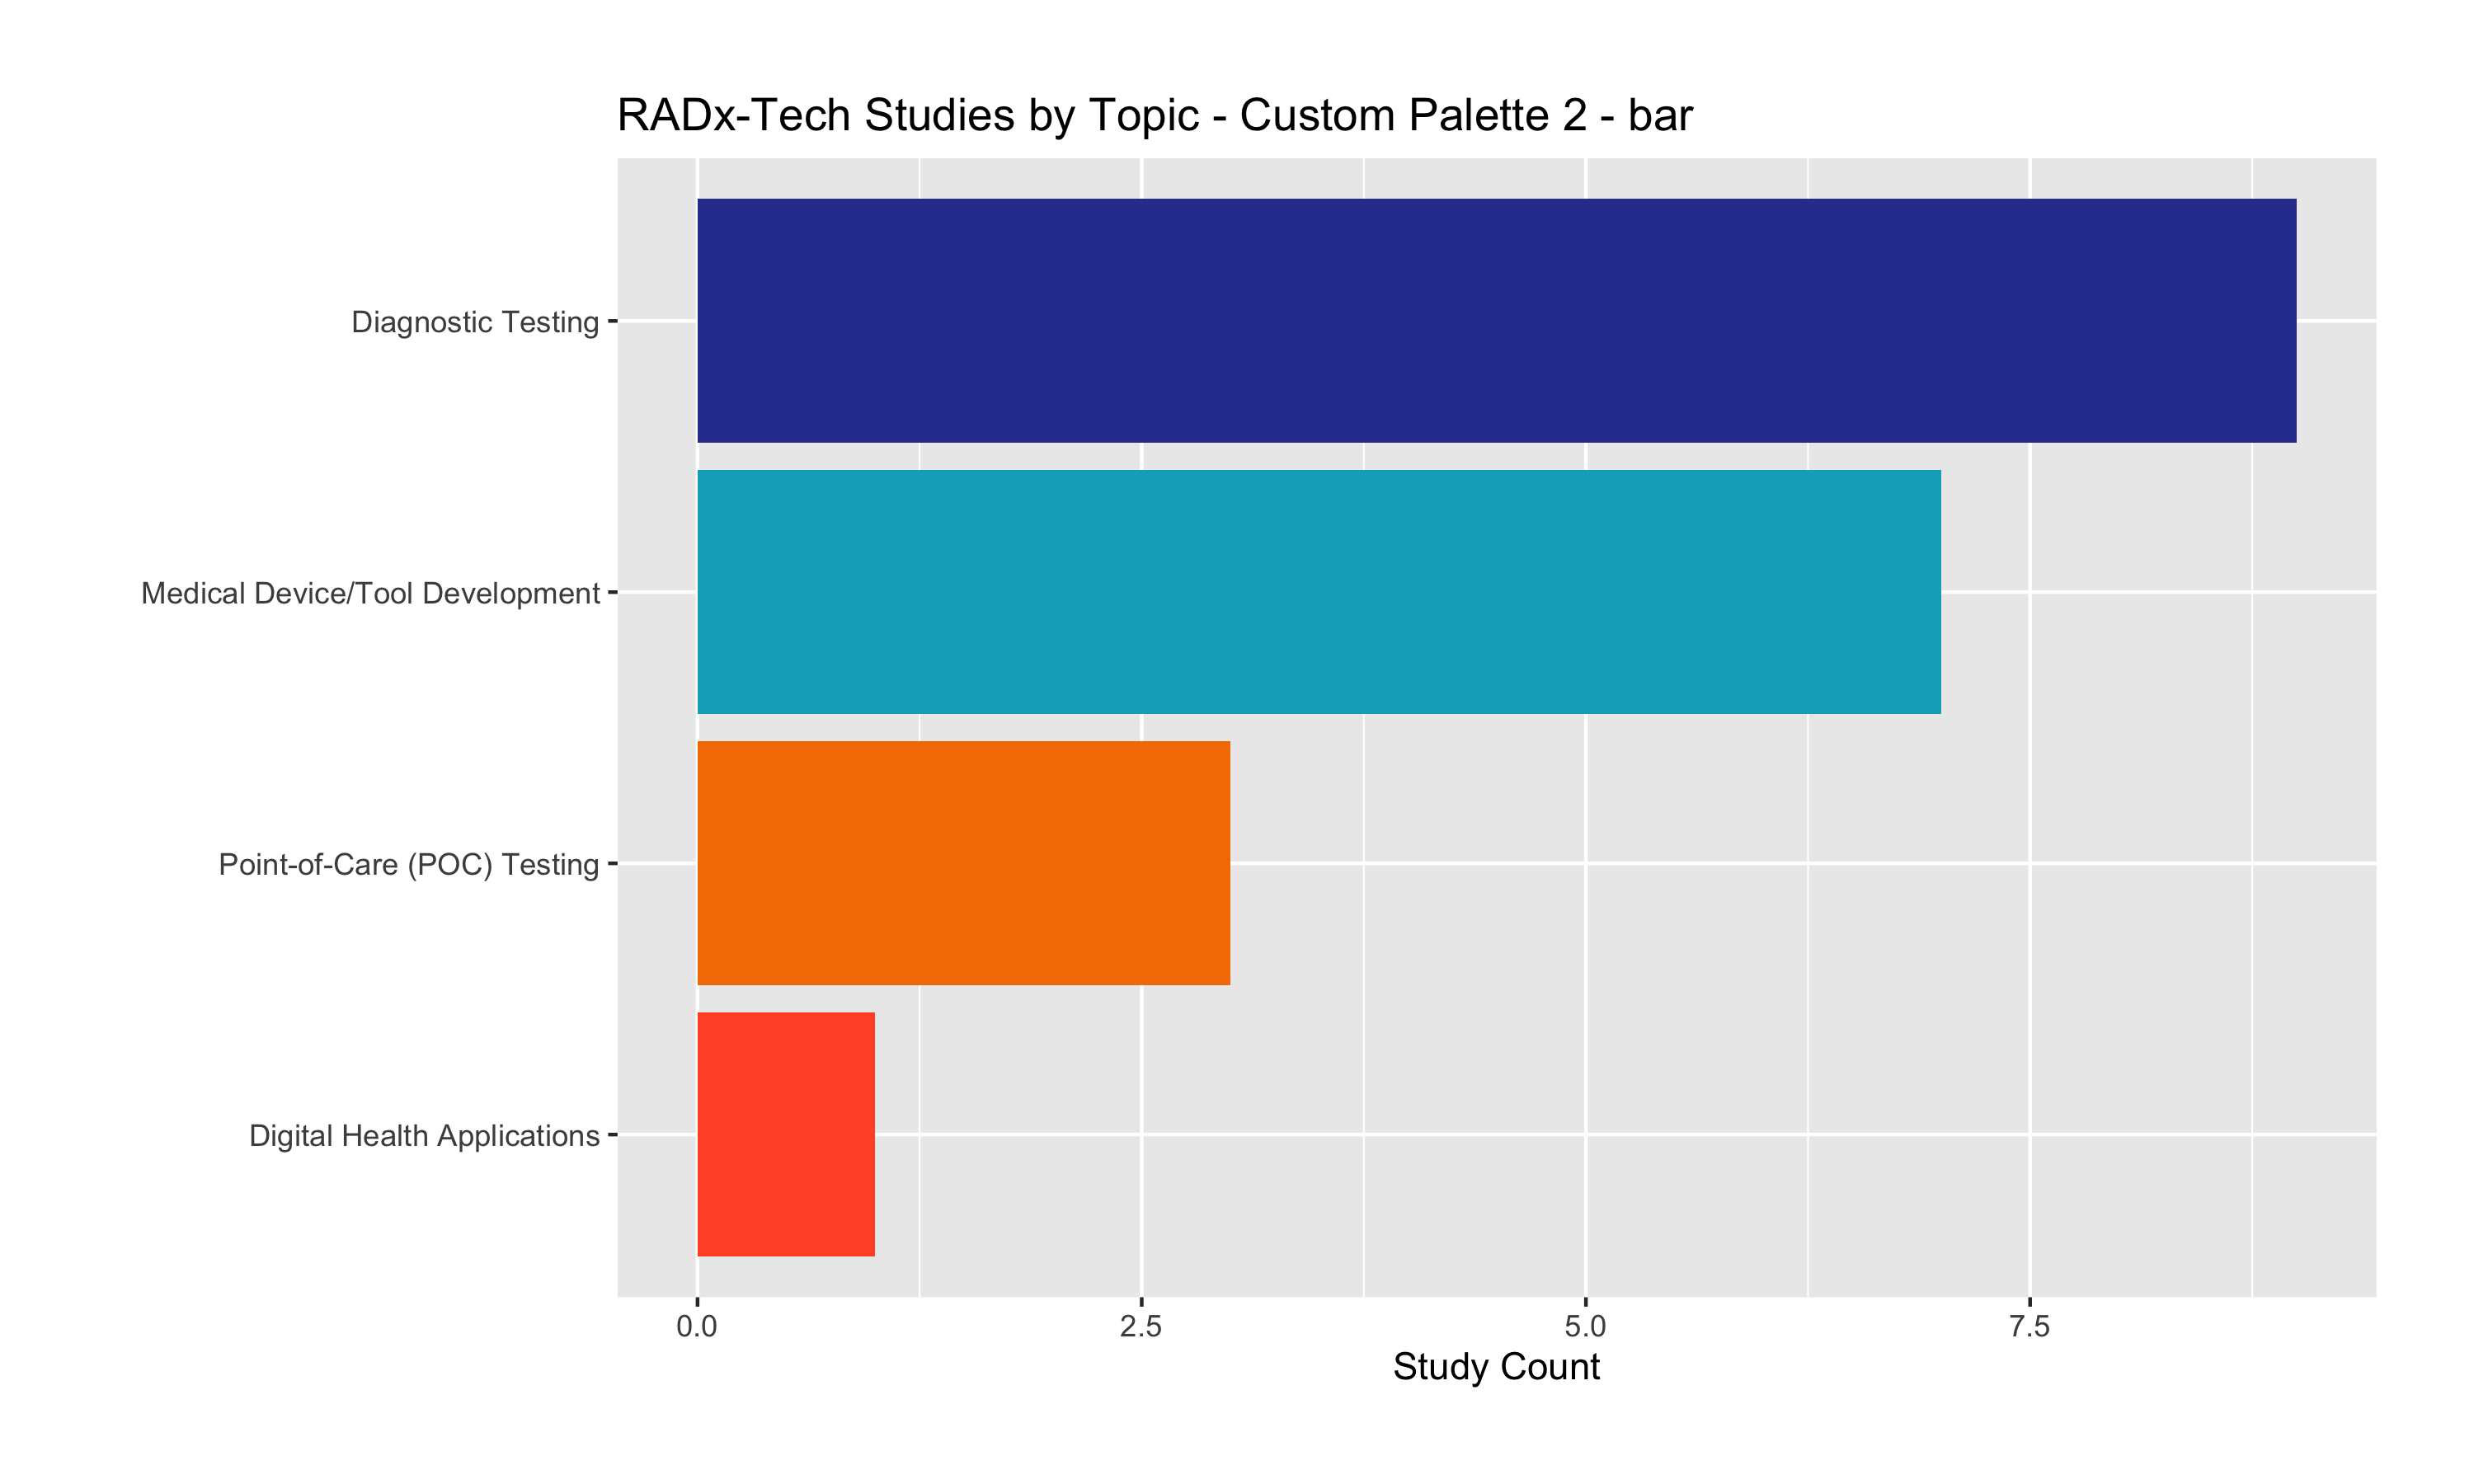 RADx-Tech Studies by Topic - Custom Palette 2 - bar
Diagnostic Testing
Medical Device/Tool Development
Point-of-Care (POC) Testing
Digital Health Applications
0.0 2.5 5.0 7.5
Study Count